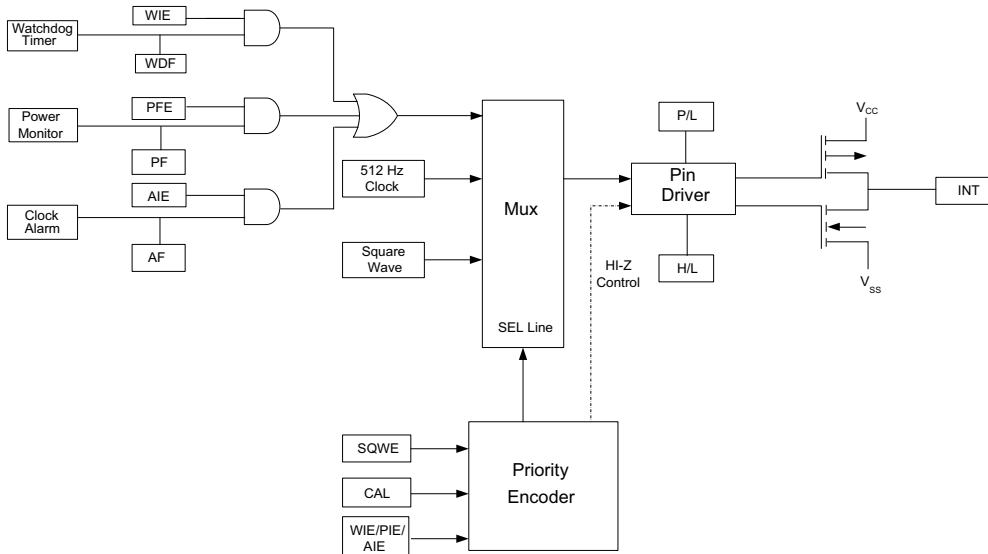 WIE
Watchdog
Timer
WDF
PFE
Power
Monitor
PF
AIE
Clock
Alarm
AF
512 Hz
Clock
Square
Wave
Mux
SEL Line
P/L
Pin
Driver
H/L
HI-Z
Control
VCC
INT
VSS
SQWE
CAL
WIE/PIE/
AIE
Priority
Encoder